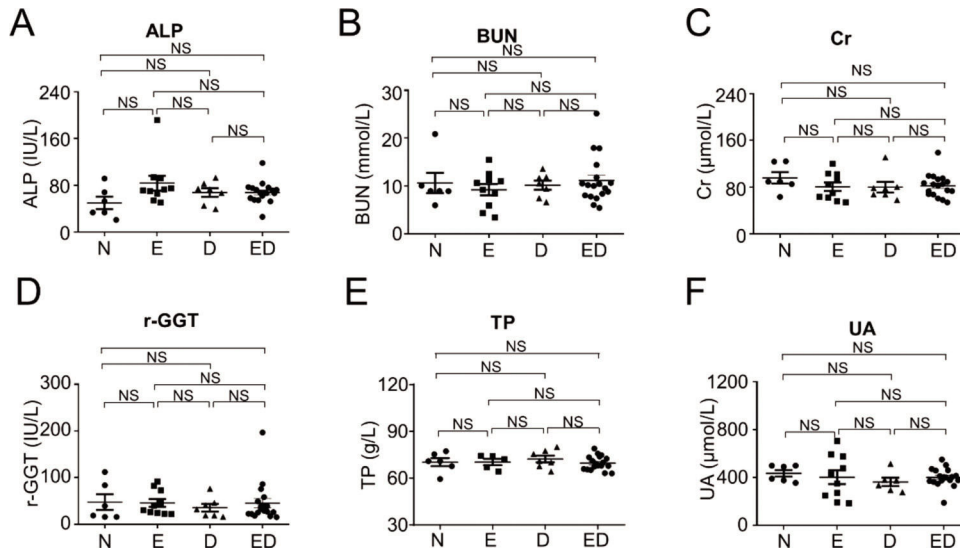 A
ALP
NS
NS
NS
NS NS
NS
240
160
80
0
ALP (IU/L)
N E D ED
B
BUN
NS
NS
NS
NS NS NS
30
20
10
0
BUN (mmol/L)
N E D ED
C
Cr
NS
NS
NS
NS NS NS
240
160
80
0
Cr (μmol/L)
N E D ED
D
r-GGT
NS
NS
NS NS NS
300
200
100
0
r-GGT (IU/L)
N E D ED
E
TP
NS
NS
NS
NS NS NS
120
90
60
30
TP (g/L)
N E D ED
F
UA
NS
NS
NS
NS NS NS
1200
800
400
0
UA (μmol/L)
N E D ED